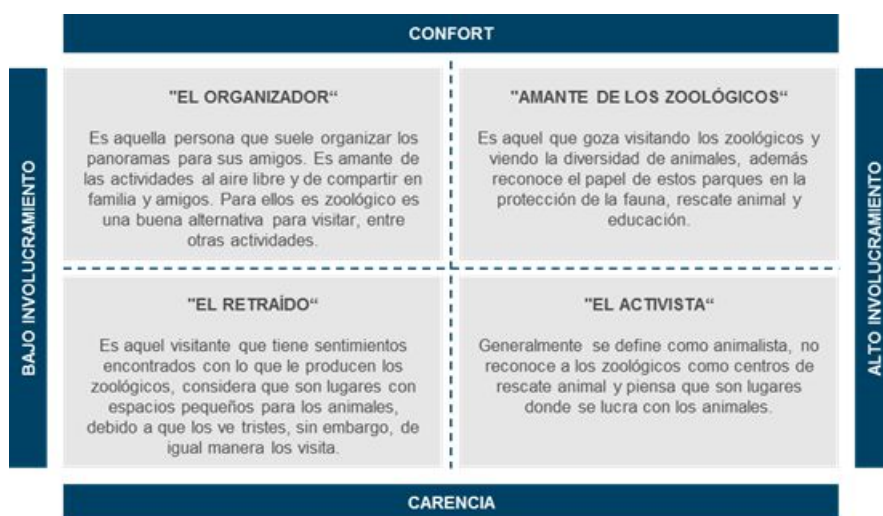 CONFORT
BAJO INVOLUCRAMIENTO
"EL ORGANIZADOR“
Es aquella persona que suele organizar los
panoramas para sus amigos. Es amante de
las actividades al aire libre y de compartir en
familia y amigos. Para ellos es zoológico es
una buena alternativa para visitar, entre
otras actividades.
"AMANTE DE LOS ZOOLÓGICOS“
Es aquel que goza visitando los zoológicos y
viendo la diversidad de animales, además
reconoce el papel de estos parques en la
protección de la fauna, rescate animal y
educación.
"EL RETRAÍDO“
Es aquel visitante que tiene sentimientos
encontrados con lo que le producen los
zoológicos, considera que son lugares con
espacios pequeños para los animales,
debido a que los ve tristes, sin embargo, de
igual manera los visita.
"EL ACTIVISTA“
Generalmente se define como animalista, no
reconoce a los zoológicos como centros de
rescate animal y piensa que son lugares
donde se lucra con los animales.
ALTO INVOLUCRAMIENTO
CARENCIA